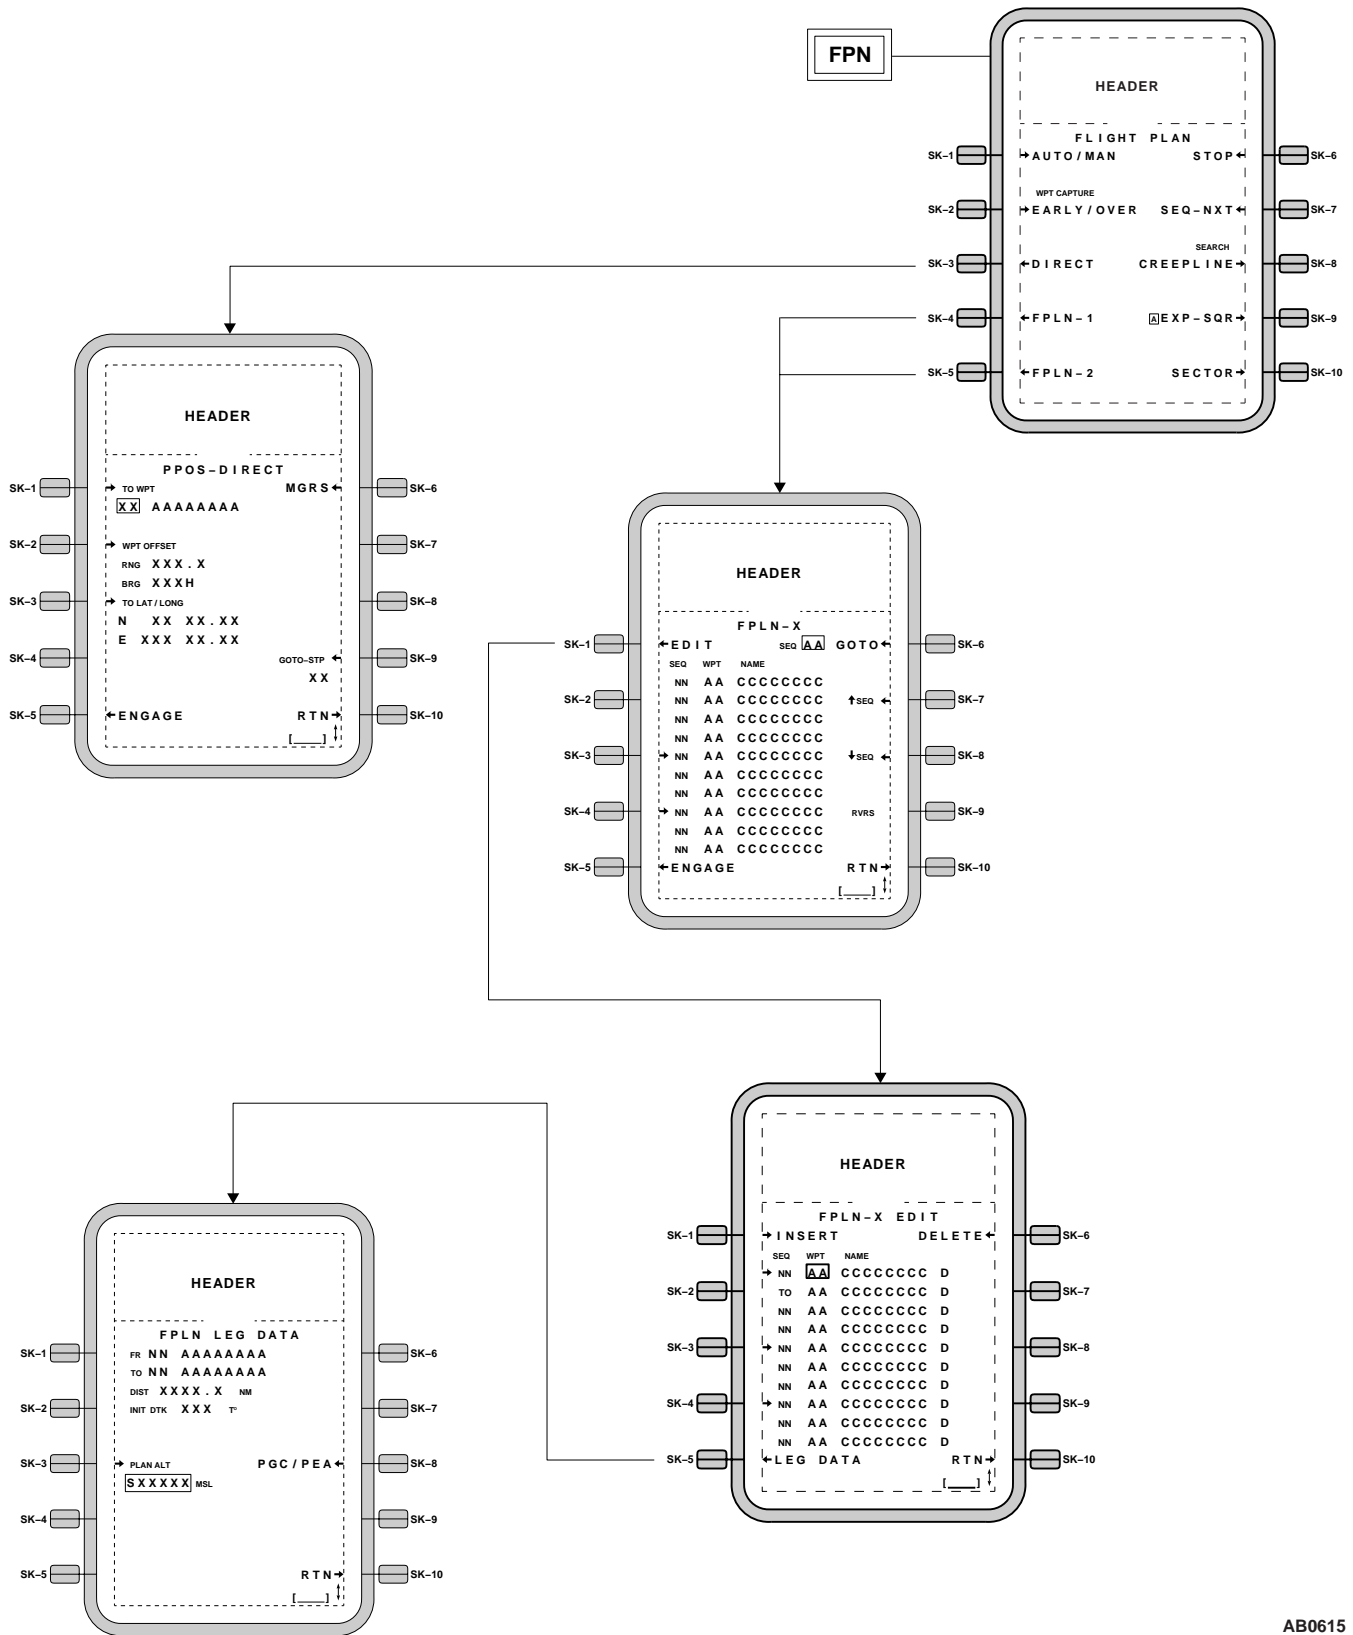 FPN
HEADER
FLIGHT PLAN
SK–1 →AUTO/MAN STOP← SK–6
WPT CAPTURE
SK–2 →EARLY/OVER SEQ–NXT← SK–7
SEARCH
SK–3 ←DIRECT CREEPLINE→ SK–8
SK–4 ←FPLN–1 A EXP–SQR→ SK–9
SK–5 ←FPLN–2 SECTOR→ SK–10
HEADER
PPOS–DIRECT
SK–1 → TO WPT MGRS← SK–6
XX AAAAAAAA
SK–2 → WPT OFFSET SK–7
RNG XXX.X
BRG XXXH
SK–3 → TO LAT/LONG SK–8
N XX XX.XX
E XXX XX.XX
SK–4 GOTO–STP ← SK–9
XX
SK–5 ←ENGAGE RTN→ SK–10
[____]↕
HEADER
FPLN–X
SK–1 ←EDIT SEQ AA GOTO← SK–6
SEQ WPT NAME
NN AA CCCCCCCC
SK–2 NN AA CCCCCCCC ↑SEQ ← SK–7
NN AA CCCCCCCC
NN AA CCCCCCCC
SK–3 → NN AA CCCCCCCC ↓SEQ ← SK–8
NN AA CCCCCCCC
NN AA CCCCCCCC
SK–4 → NN AA CCCCCCCC RVRS SK–9
NN AA CCCCCCCC
NN AA CCCCCCCC
SK–5 ←ENGAGE RTN→ SK–10
[____]↕
HEADER
FPLN–X EDIT
SK–1 →INSERT DELETE← SK–6
SEQ WPT NAME
→ NN AA CCCCCCCC D
SK–2 TO AA CCCCCCCC D SK–7
NN AA CCCCCCCC D
NN AA CCCCCCCC D
SK–3 → NN AA CCCCCCCC D SK–8
NN AA CCCCCCCC D
NN AA CCCCCCCC D
SK–4 → NN AA CCCCCCCC D SK–9
NN AA CCCCCCCC D
NN AA CCCCCCCC D
SK–5 ←LEG DATA RTN→ SK–10
[____]↕
HEADER
FPLN LEG DATA
SK–1 FR NN AAAAAAAA SK–6
TO NN AAAAAAAA
DIST XXXX.X NM
SK–2 INIT DTK XXX T° SK–7
SK–3 → PLAN ALT PGC/PEA← SK–8
SXXXXX MSL
SK–4 SK–9
SK–5 RTN→ SK–10
[____]↕
AB0615